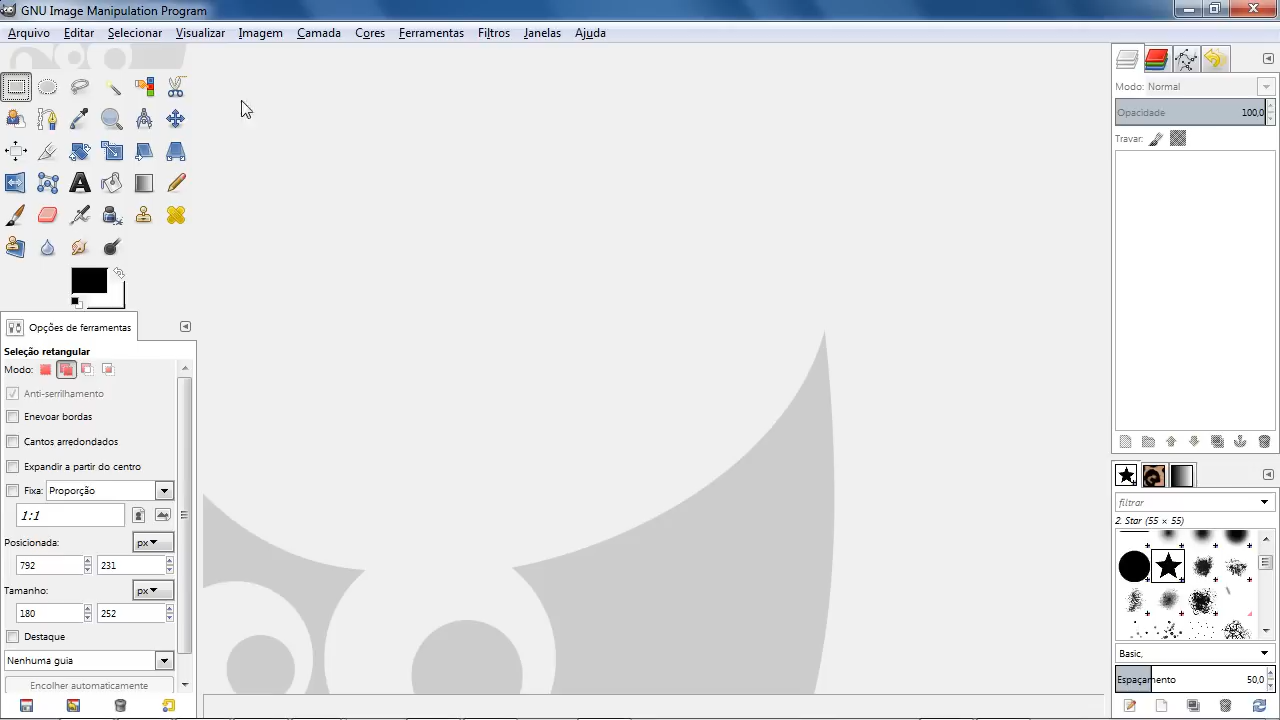 GNU Image Manipulation Program
Arquivo Editar Selecionar Visualizar Imagem Camada Cores Ferramentas Filtros Janelas Ajuda
Modo: Normal
Opacidade 100,0
Travar:
Opções de ferramentas
Seleção retangular
Modo:
Anti-serrilhamento
Enevoar bordas
Cantos arredondados
Expandir a partir do centro
Fixa: Proporção
1:1
Posicionada: px
792 231
Tamanho: px
180 252
Destaque
Nenhuma guia
Encolher automaticamente
filtrar
2. Star (55 × 55)
Basic,
Espaçamento 50,0